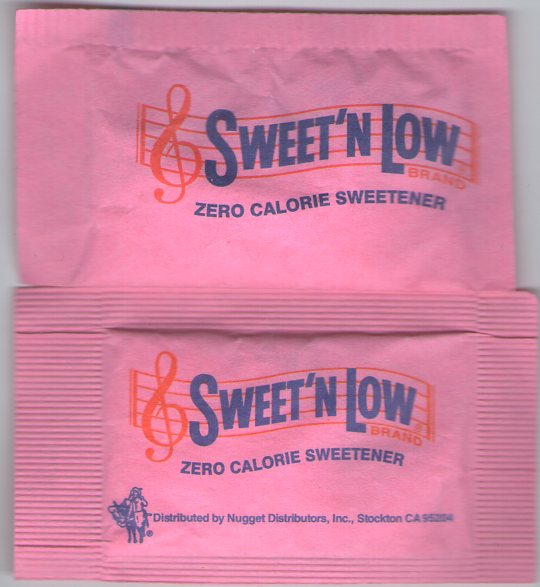 SWEET'N LOW®
BRAND
ZERO CALORIE SWEETENER
SWEET'N LOW®
BRAND
ZERO CALORIE SWEETENER
® Distributed by Nugget Distributors, Inc., Stockton CA 95204